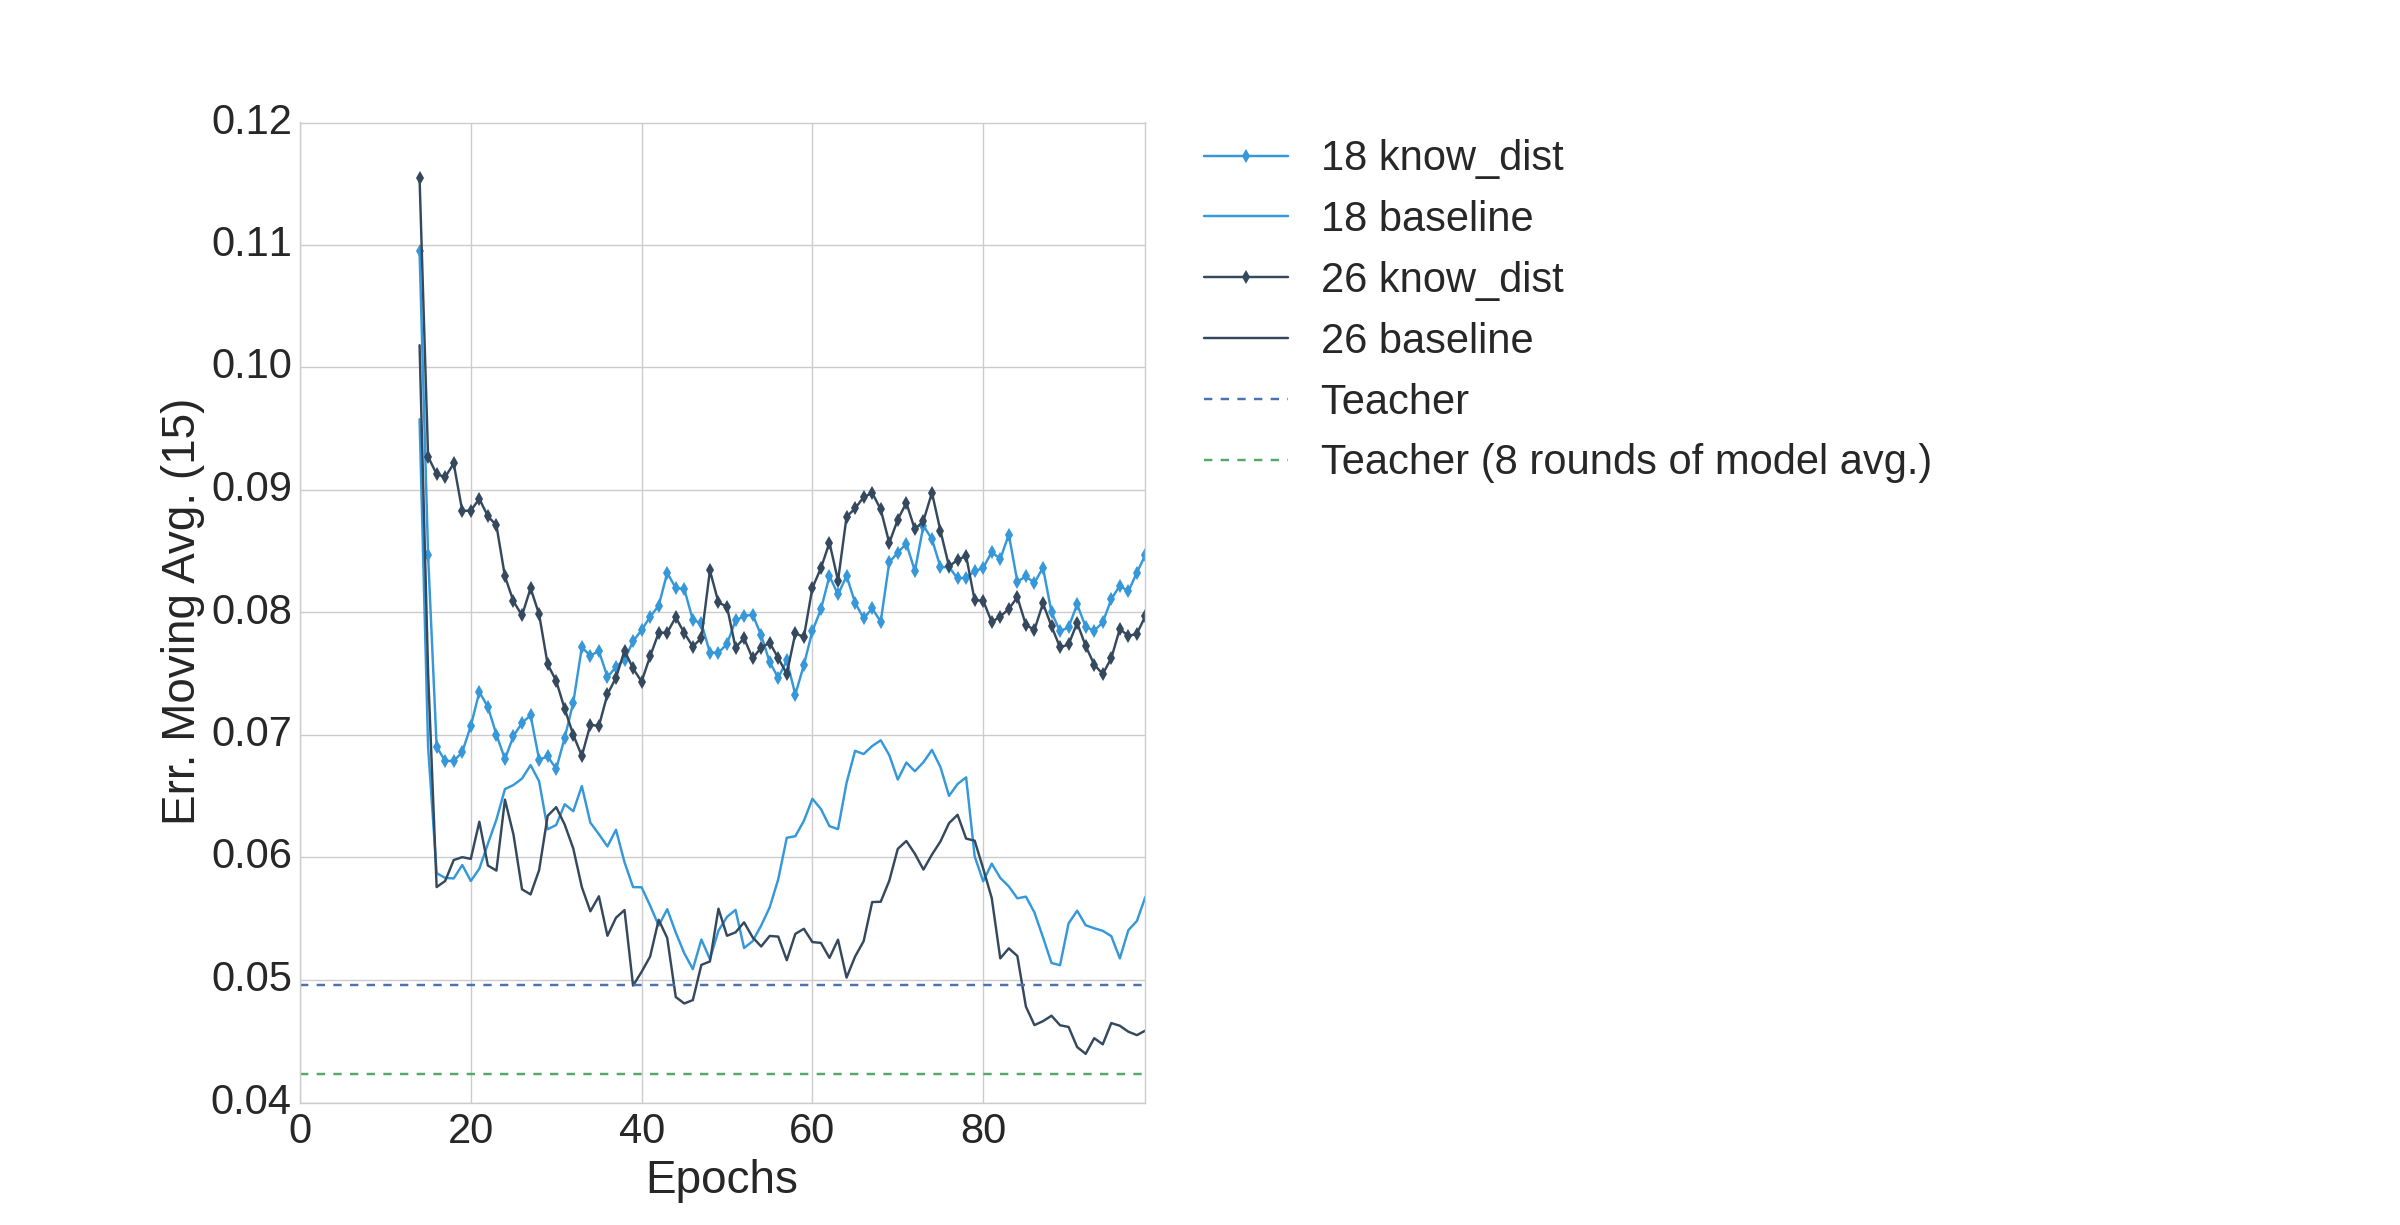 0.12
0.11
0.10
0.09
0.08
0.07
0.06
0.05
0.04
Err. Moving Avg. (15)
0 20 40 60 80
Epochs
18 know_dist
18 baseline
26 know_dist
26 baseline
Teacher
Teacher (8 rounds of model avg.)